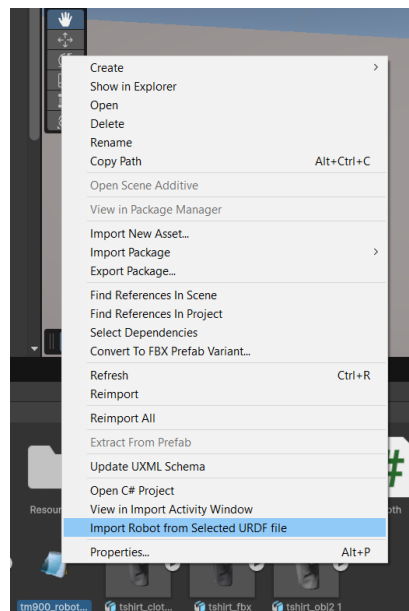 Create
Show in Explorer
Open
Delete
Rename
Copy Path Alt+Ctrl+C
Open Scene Additive
View in Package Manager
Import New Asset...
Import Package
Export Package...
Find References In Scene
Find References In Project
Select Dependencies
Convert To FBX Prefab Variant...
Refresh Ctrl+R
Reimport
Reimport All
Extract From Prefab
Update UXML Schema
Open C# Project
View in Import Activity Window
Import Robot from Selected URDF file
Properties... Alt+P
Resour
oth
tm900_robot... tshirt_clot... tshirt_fbx tshirt_obj2 1